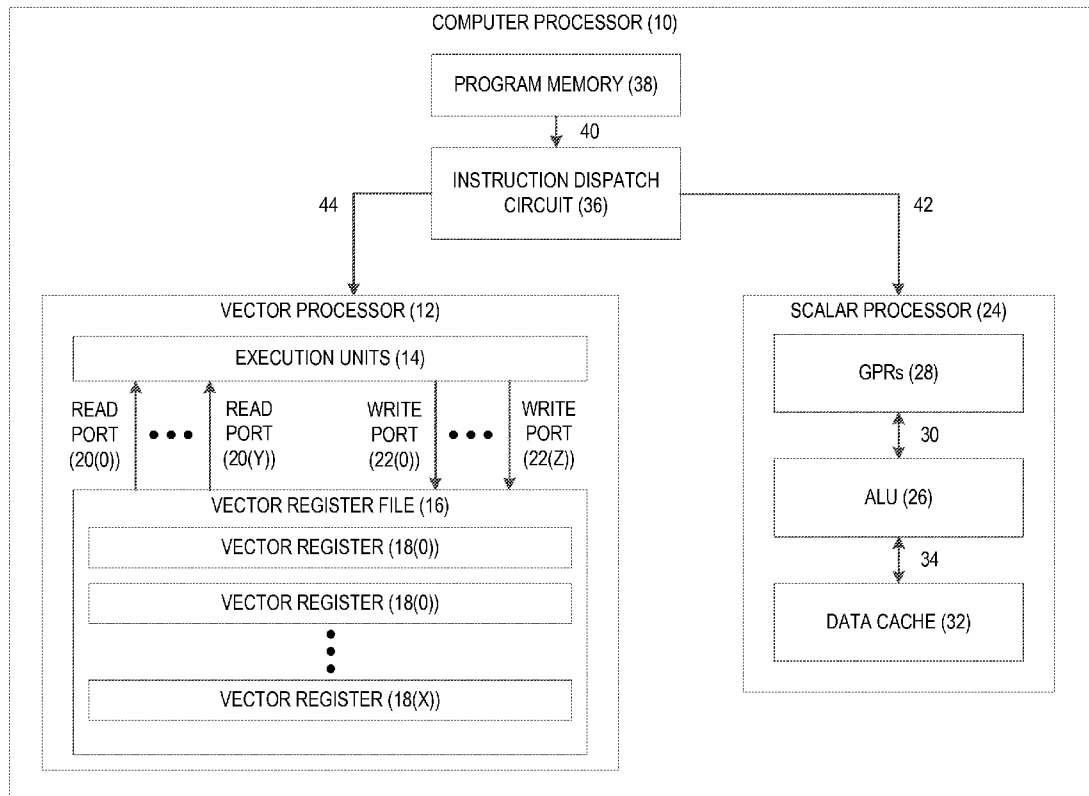 COMPUTER PROCESSOR (10)
PROGRAM MEMORY (38)
40
INSTRUCTION DISPATCH
CIRCUIT (36)
44
42
VECTOR PROCESSOR (12)
EXECUTION UNITS (14)
READ
PORT
(20(0))
READ
PORT
(20(Y))
WRITE
PORT
(22(0))
WRITE
PORT
(22(Z))
VECTOR REGISTER FILE (16)
VECTOR REGISTER (18(0))
VECTOR REGISTER (18(0))
VECTOR REGISTER (18(X))
SCALAR PROCESSOR (24)
GPRs (28)
30
ALU (26)
34
DATA CACHE (32)